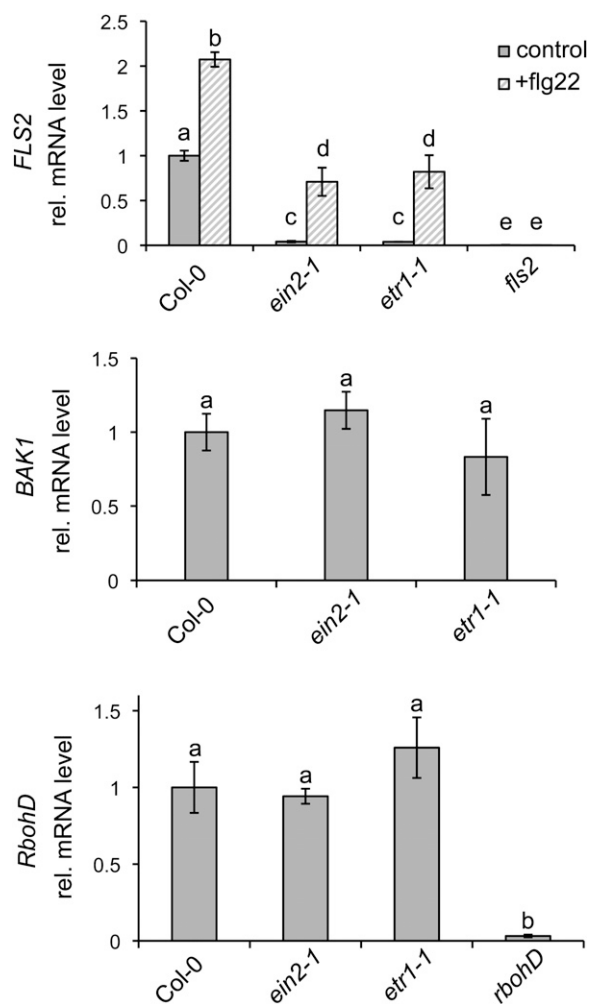 FLS2
rel. mRNA level
2.5
2
1.5
1
0.5
0
a
b
c
d
c
d
e
e
control
+flg22
Col-0
ein2-1
etr1-1
fls2
BAK1
rel. mRNA level
1.5
1
0.5
0
a
a
a
Col-0
ein2-1
etr1-1
RbohD
rel. mRNA level
1.5
1
0.5
0
a
a
a
b
Col-0
ein2-1
etr1-1
rbohD